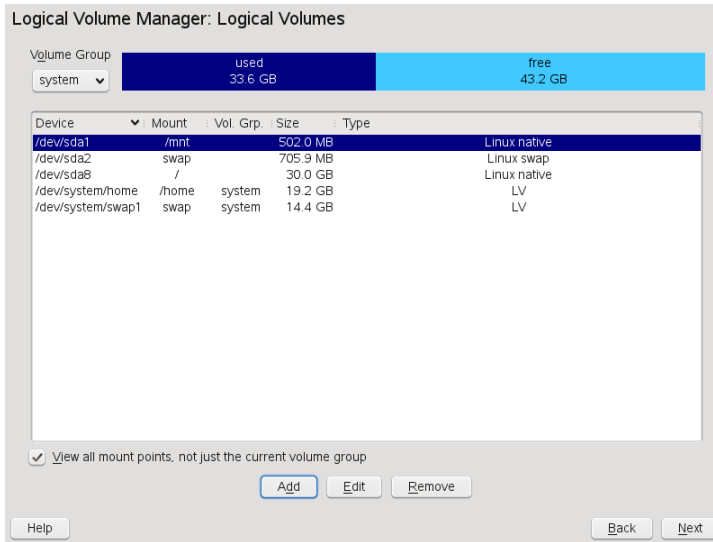 Logical Volume Manager: Logical Volumes
Volume Group
system
used
33.6 GB
free
43.2 GB
Device Mount Vol. Grp. Size Type
/dev/sda1 /mnt 502.0 MB Linux native
/dev/sda2 swap 705.9 MB Linux swap
/dev/sda8 / 30.0 GB Linux native
/dev/system/home /home system 19.2 GB LV
/dev/system/swap1 swap system 14.4 GB LV
View all mount points, not just the current volume group
Add Edit Remove
Help Back Next